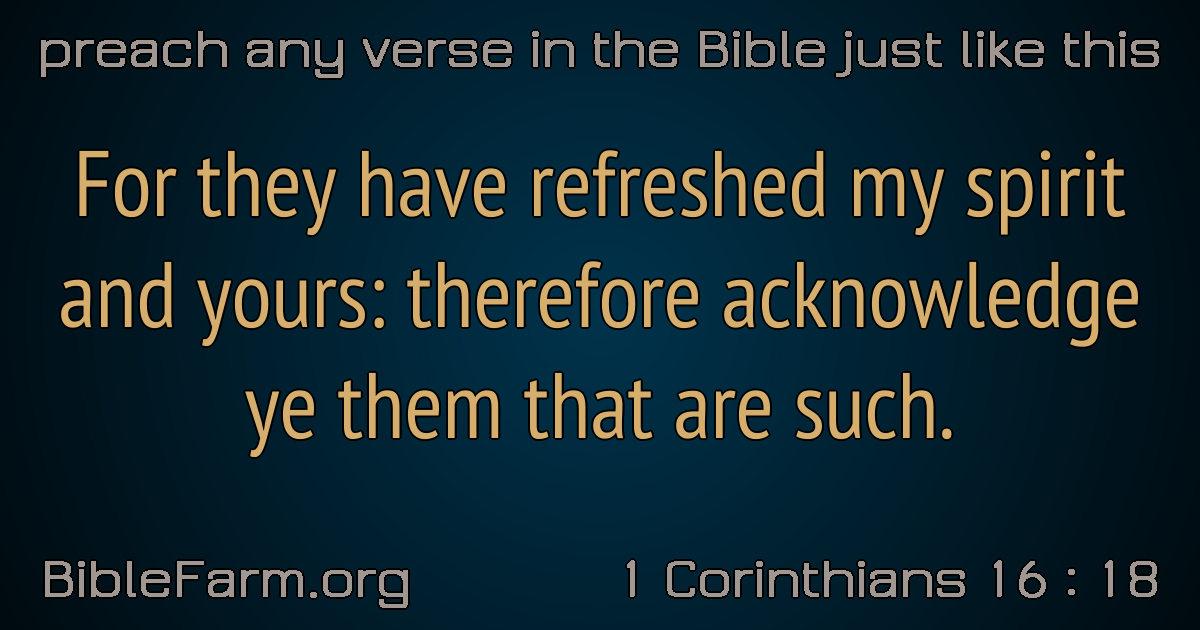 preach any verse in the Bible just like this
For they have refreshed my spirit
and yours: therefore acknowledge
ye them that are such.
BibleFarm.org
1 Corinthians 16 : 18